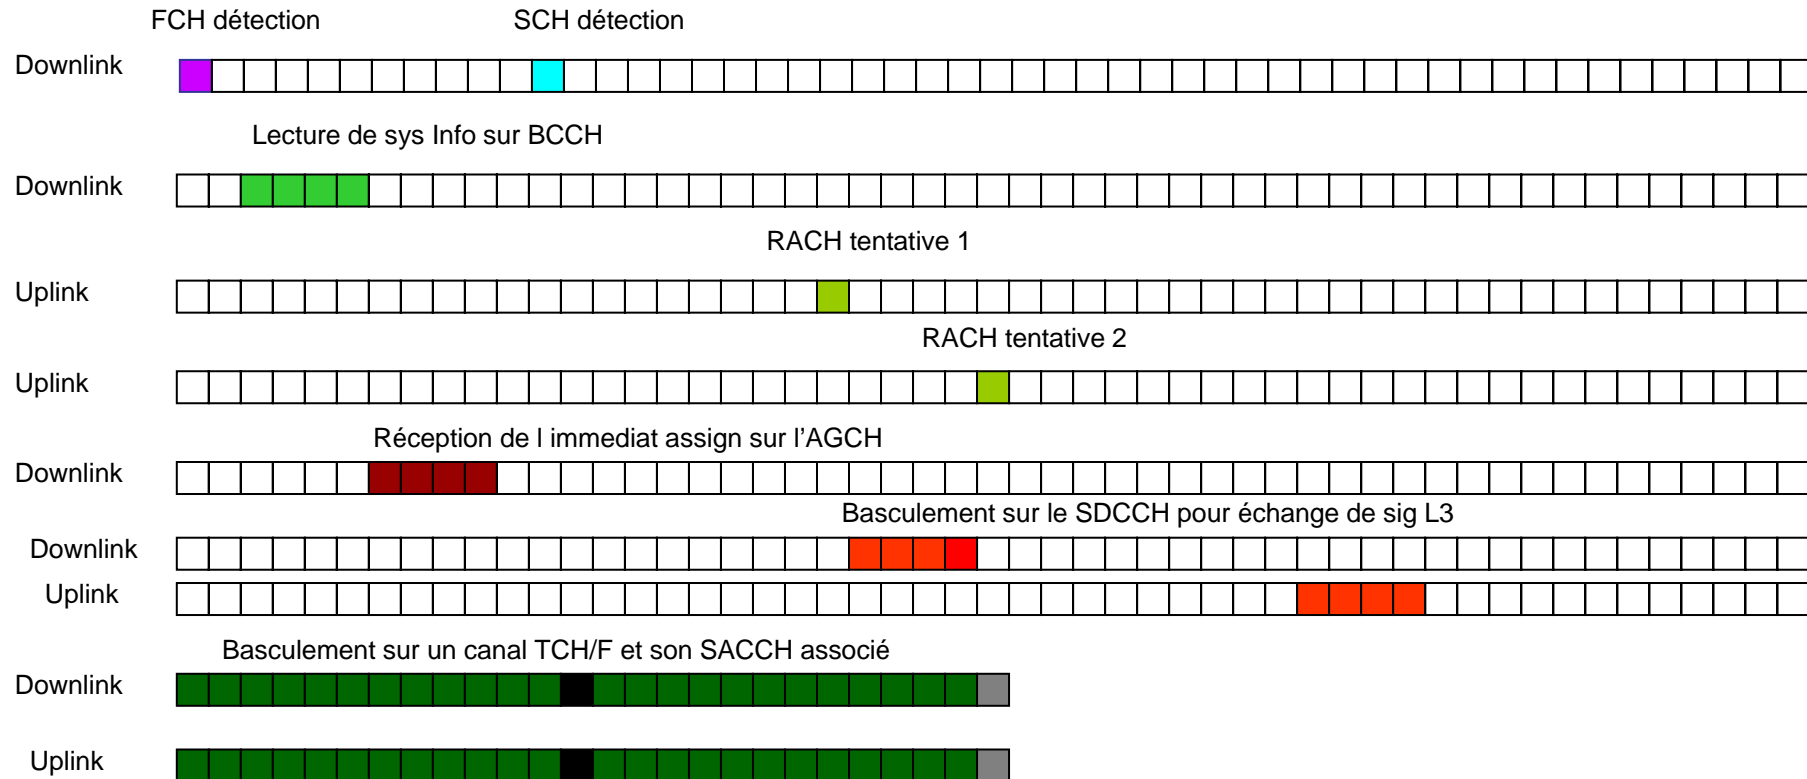 FCH détection SCH détection
Downlink
Lecture de sys Info sur BCCH
Downlink
RACH tentative 1
Uplink
RACH tentative 2
Uplink
Réception de l immediat assign sur l’AGCH
Downlink
Basculement sur le SDCCH pour échange de sig L3
Downlink
Uplink
Basculement sur un canal TCH/F et son SACCH associé
Downlink
Uplink